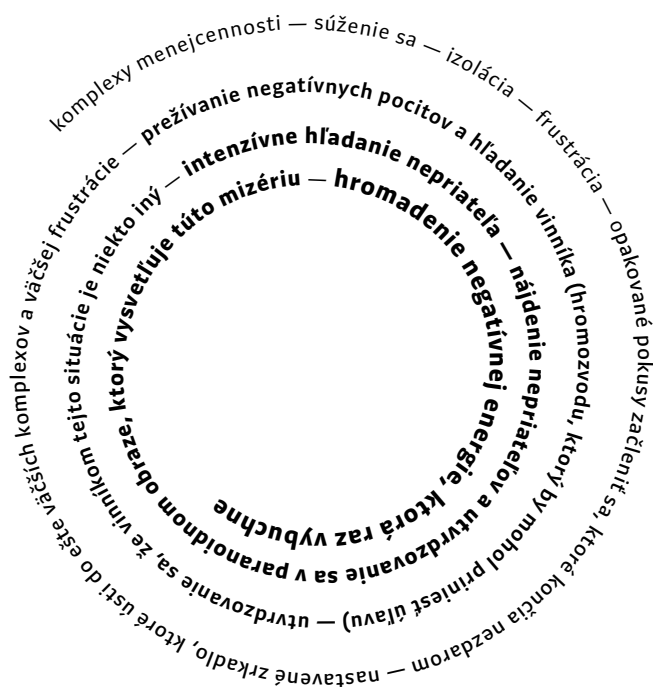 komplexy menejcennosti — súženie sa — izolácia — frustrácia — opakované pokusy začleniť sa, ktoré končia nezdarom — nastavené zrkadlo, ktoré ústi do ešte väčších komplexov a väčšej frustrácie — prežívanie negatívnych pocitov a hľadanie vinníka (hromozvodu, ktorý by mohol priniesť úľavu) — utvrdzovanie sa, že vinníkom tejto situácie je niekto iný — intenzívne hľadanie nepriateľa — nájdenie nepriateľov a utvrdzovanie sa v paranoidnom obraze, ktorý vysvetľuje túto mizériu — hromadenie negatívnej energie, ktorá raz vybuchne